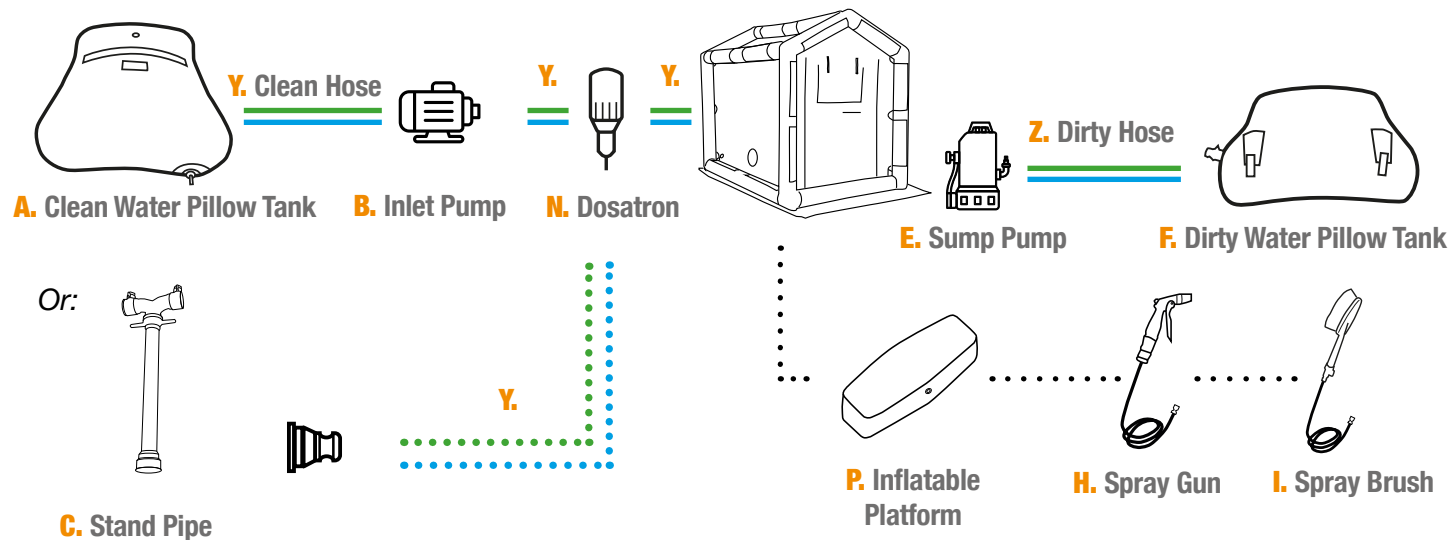 Y. Clean Hose
Y.
Y.
Z. Dirty Hose
A. Clean Water Pillow Tank
B. Inlet Pump
N. Dosatron
E. Sump Pump
F. Dirty Water Pillow Tank
Or:
Y.
P. Inflatable
Platform
H. Spray Gun
I. Spray Brush
C. Stand Pipe